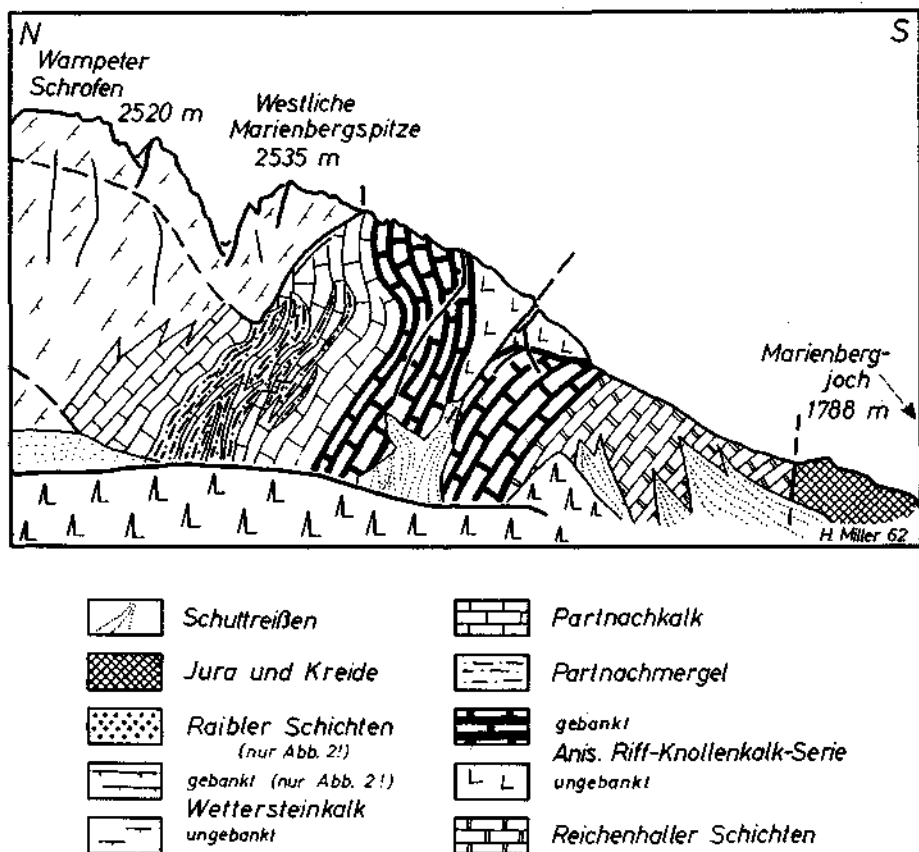 N
S
Wampeter
Schrofen
2520 m
Westliche
Marienbergspitze
2535 m
Marienberg-
joch
1788 m
H. Miller 62
Schuttreißen
Jura und Kreide
Raibler Schichten
(nur Abb. 2!)
gebankt (nur Abb. 2!)
Wettersteinkalk
ungebankt
Partnachkalk
Partnachmergel
gebankt
Anis. Riff-Knollenkalk-Serie
ungebankt
Reichenhaller Schichten